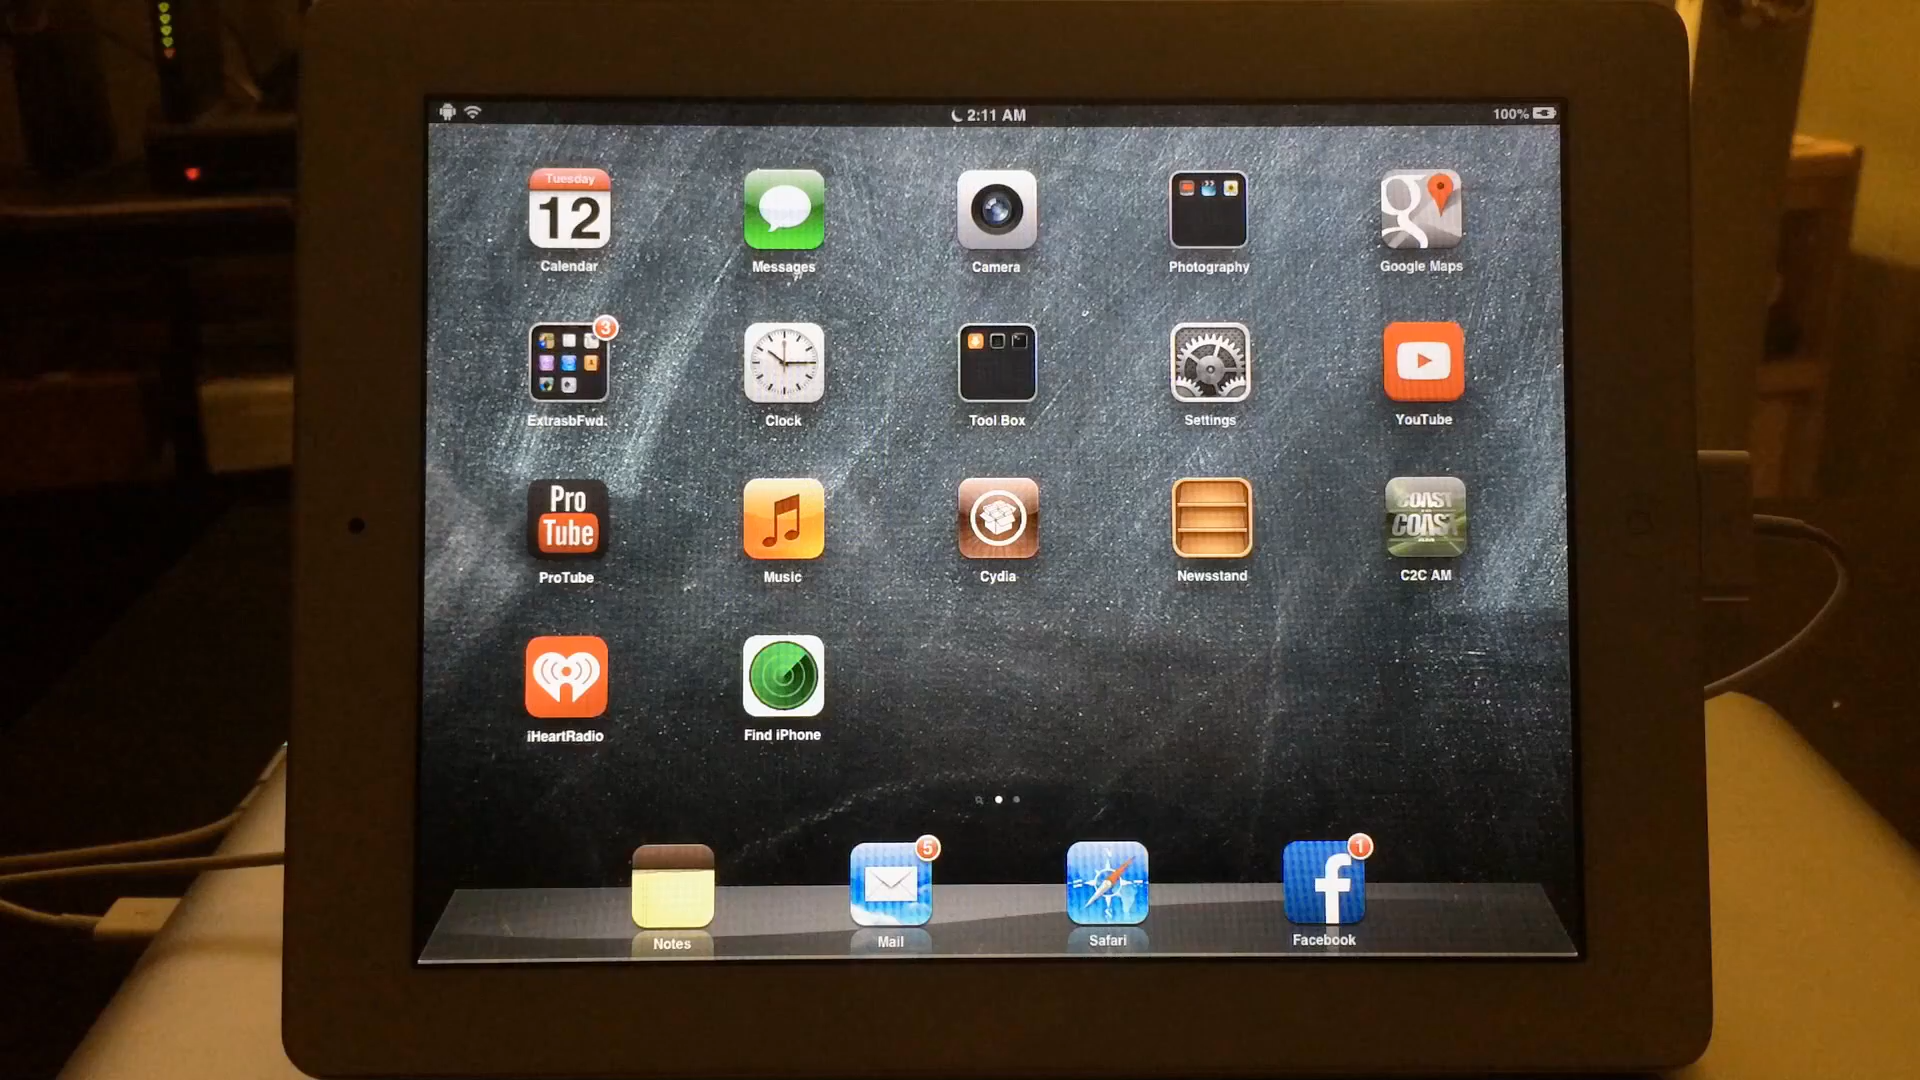 2:11 AM
100%
Tuesday
12
Calendar
Messages
Camera
Photography
Google Maps
3
ExtrasbFwd:
Clock
Tool Box
Settings
YouTube
Pro
Tube
COAST
COAST
ProTube
Music
Cydia
Newsstand
C2C AM
iHeartRadio
Find iPhone
5
1
Notes
Mail
Safari
Facebook